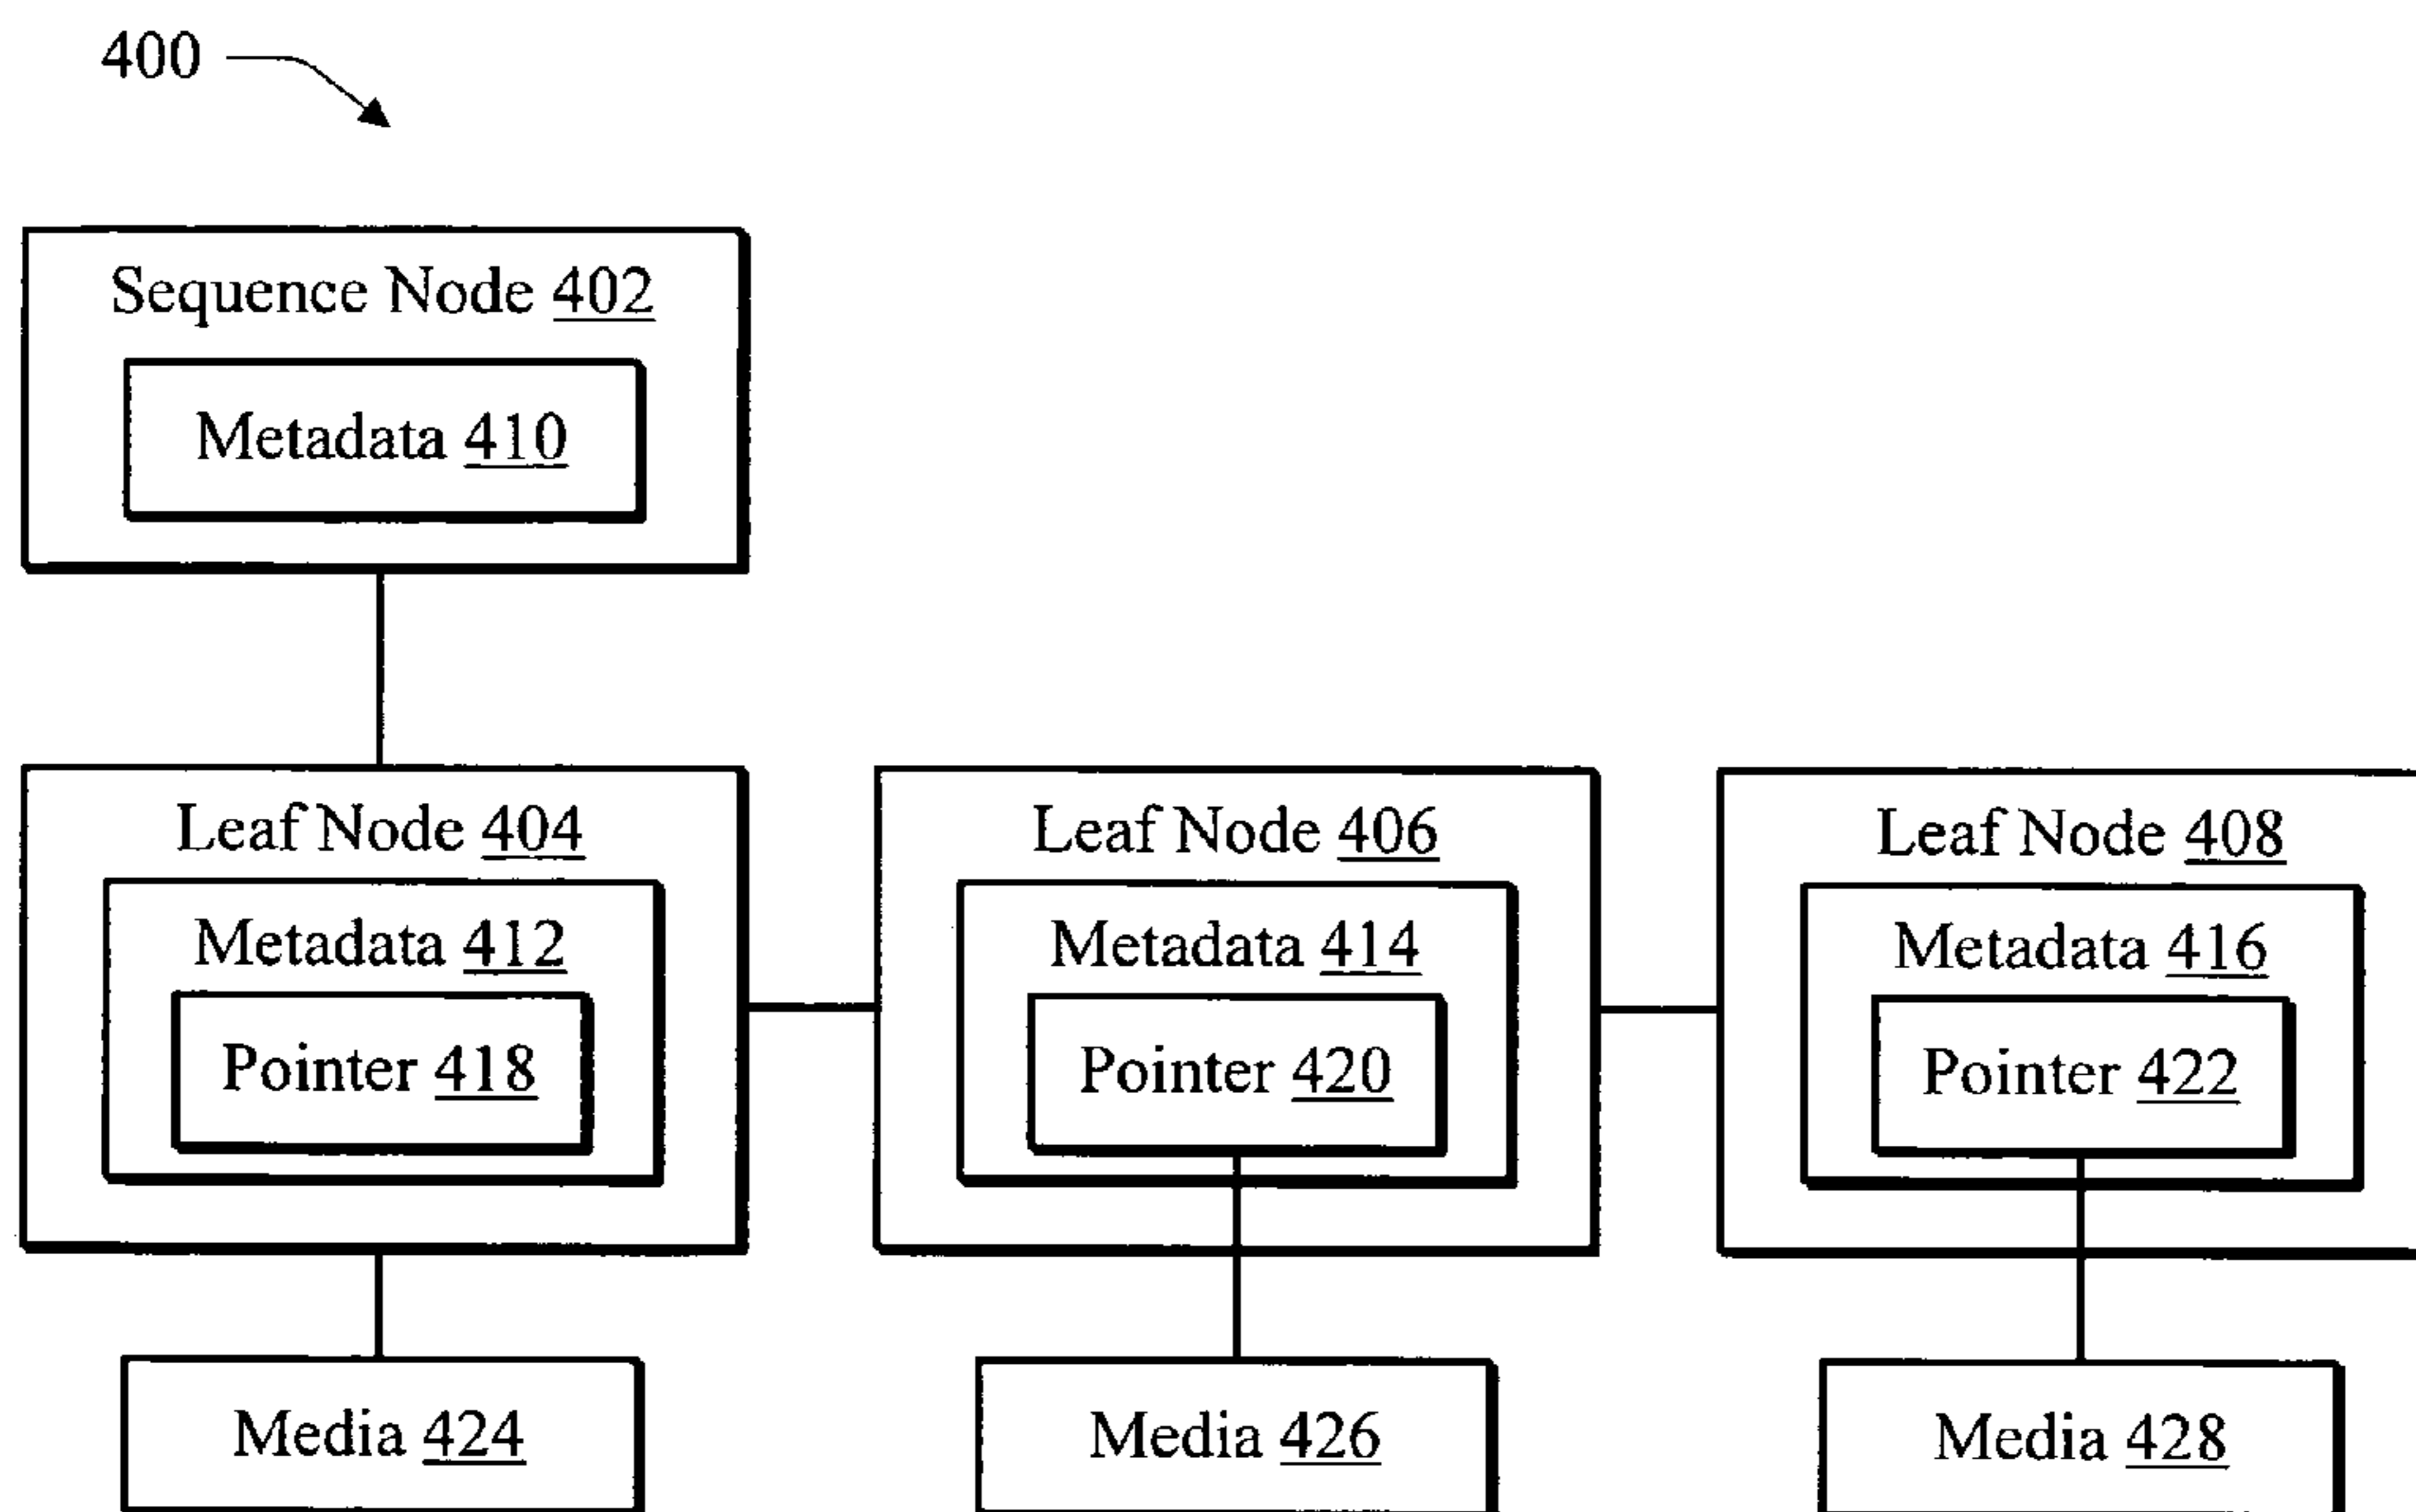 400
Sequence Node 402
Metadata 410
Leaf Node 404
Metadata 412
Pointer 418
Media 424
Leaf Node 406
Metadata 414
Pointer 420
Media 426
Leaf Node 408
Metadata 416
Pointer 422
Media 428